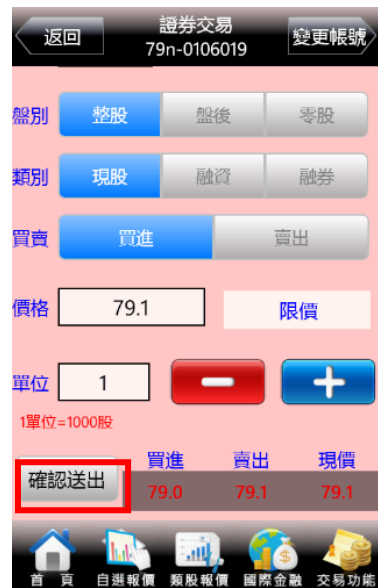 返回 證券交易 變更帳號
79n-0106019
盤別 整股 盤後 零股
類別 現股 融資 融券
買賣 買進 賣出
價格 79.1 限價
單位 1
1單位=1000股
買進 賣出 現價
確認送出 79.0 79.1 79.1
首 頁 自選報價 類股報價 國際金融 交易功能